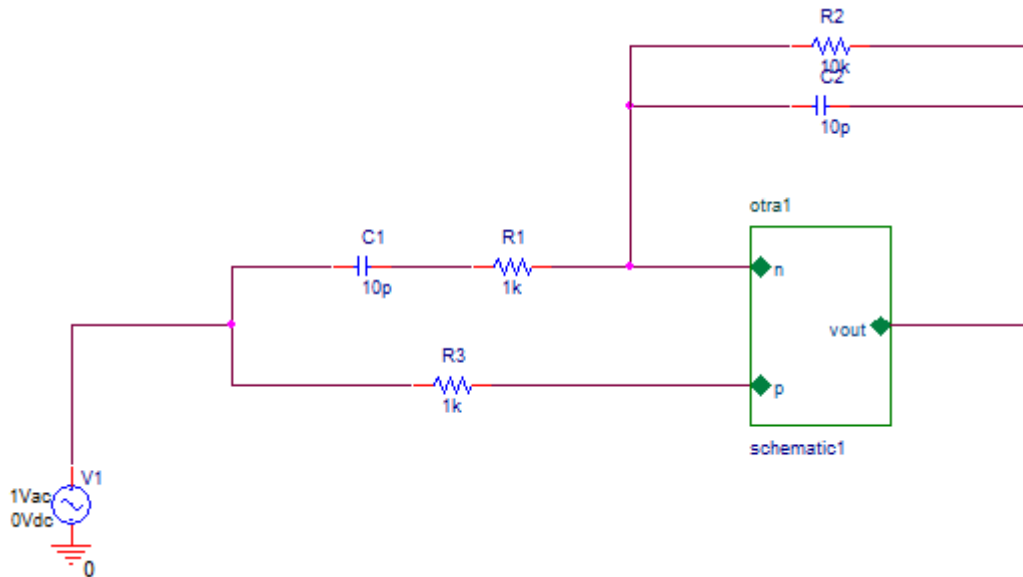 R2
10k
C2
10p
otra1
C1
R1
10p
1k
n
vout
R3
1k
p
schematic1
V1
1Vac
0Vdc
0